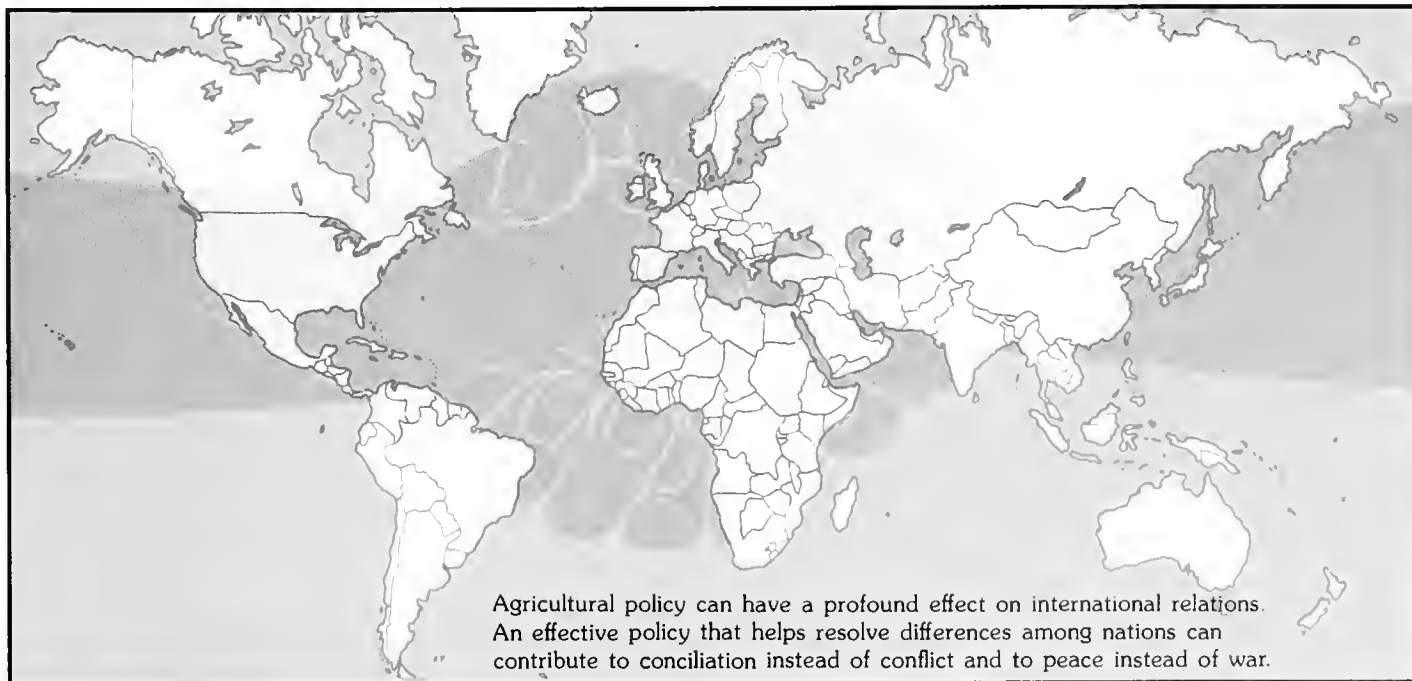 Agricultural policy can have a profound effect on international relations.
An effective policy that helps resolve differences among nations can
contribute to conciliation instead of conflict and to peace instead of war.